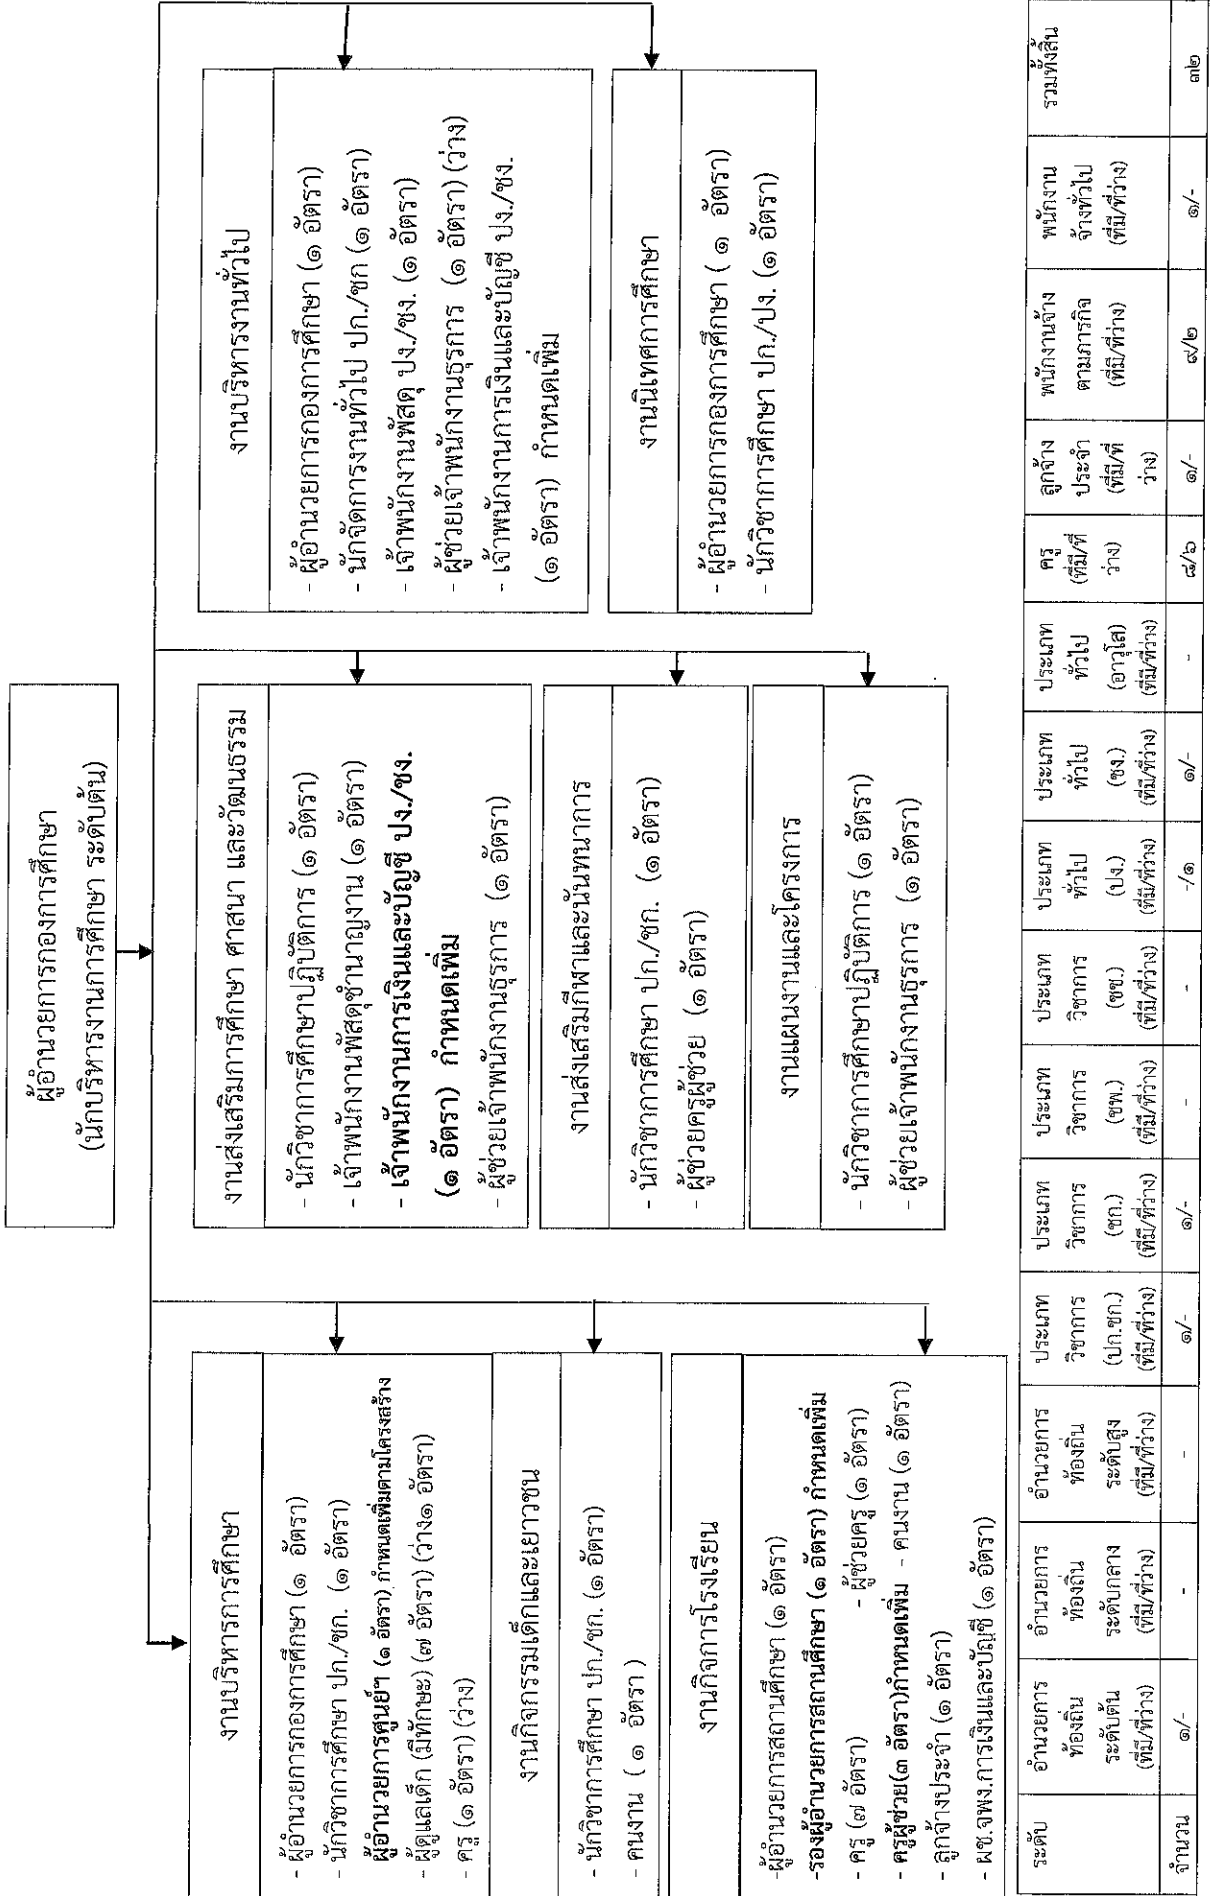 ผู้อำนวยการกองการศึกษา
(นักบริหารงานการศึกษา ระดับต้น)
งานบริหารการศึกษา
- ผู้อำนวยการกองการศึกษา (๑ อัตรา)
- นักวิชาการศึกษา ปก./ชก. (๑ อัตรา)
ผู้อำนวยการศูนย์ฯ (๑ อัตรา) กำหนดเพิ่มตามโครงสร้าง
- ผู้ดูแลเด็ก (มีทักษะ) (๗ อัตรา) (ว่าง๑ อัตรา)
- ครู (๑ อัตรา) (ว่าง)
งานกิจกรรมเด็กและเยาวชน
- นักวิชาการศึกษา ปก./ชก. (๑ อัตรา)
- คนงาน ( ๑ อัตรา )
งานกิจการโรงเรียน
-ผู้อำนวยการสถานศึกษา (๑ อัตรา)
-รองผู้อำนวยการสถานศึกษา (๑ อัตรา) กำหนดเพิ่ม
- ครู (๗ อัตรา) - ผู้ช่วยครู (๑ อัตรา)
- ครูผู้ช่วย(๓ อัตรา)กำหนดเพิ่ม - คนงาน (๑ อัตรา)
- ลูกจ้างประจำ (๑ อัตรา)
- ผช.จพง.การเงินและบัญชี (๑ อัตรา)
งานส่งเสริมการศึกษา ศาสนา และวัฒนธรรม
- นักวิชาการศึกษาปฏิบัติการ (๑ อัตรา)
- เจ้าพนักงานพัสดุชำนาญงาน (๑ อัตรา)
- เจ้าพนักงานการเงินและบัญชี ปง./ชง.
(๑ อัตรา) กำหนดเพิ่ม
- ผู้ช่วยเจ้าพนักงานธุรการ (๑ อัตรา)
งานส่งเสริมกีฬาและนันทนาการ
- นักวิชาการศึกษา ปก./ชก. (๑ อัตรา)
- ผู้ช่วยครูผู้ช่วย (๑ อัตรา)
งานแผนงานและโครงการ
- นักวิชาการศึกษาปฏิบัติการ (๑ อัตรา)
- ผู้ช่วยเจ้าพนักงานธุรการ (๑ อัตรา)
งานบริหารงานทั่วไป
- ผู้อำนวยการกองการศึกษา (๑ อัตรา)
- นักจัดการงานทั่วไป ปก./ชก (๑ อัตรา)
- เจ้าพนักงานพัสดุ ปง./ชง. (๑ อัตรา)
- ผู้ช่วยเจ้าพนักงานธุรการ (๑ อัตรา) (ว่าง)
- เจ้าพนักงานการเงินและบัญชี ปง./ชง.
(๑ อัตรา) กำหนดเพิ่ม
งานนิเทศการศึกษา
- ผู้อำนวยการกองการศึกษา ( ๑ อัตรา)
- นักวิชาการศึกษา ปก./ปง. (๑ อัตรา)
ระดับ
อำนวยการ
ท้องถิ่น
ระดับต้น
(ที่มี/ที่ว่าง)
อำนวยการ
ท้องถิ่น
ระดับกลาง
(ที่มี/ที่ว่าง)
อำนวยการ
ท้องถิ่น
ระดับสูง
(ที่มี/ที่ว่าง)
ประเภท
วิชาการ
(ปก.ชก.)
(ที่มี/ที่ว่าง)
ประเภท
วิชาการ
(ชก.)
(ที่มี/ที่ว่าง)
ประเภท
วิชาการ
(ชพ.)
(ที่มี/ที่ว่าง)
ประเภท
วิชาการ
(ชช.)
(ที่มี/ที่ว่าง)
ประเภท
ทั่วไป
(ปง.)
(ที่มี/ที่ว่าง)
ประเภท
ทั่วไป
(ชง.)
(ที่มี/ที่ว่าง)
ประเภท
ทั่วไป
(อาวุโส)
(ที่มี/ที่ว่าง)
ครู
(ที่มี/ที่
ว่าง)
ลูกจ้าง
ประจำ
(ที่มี/ที่
ว่าง)
พนักงานจ้าง
ตามภารกิจ
(ที่มี/ที่ว่าง)
พนักงาน
จ้างทั่วไป
(ที่มี/ที่ว่าง)
รวมทั้งสิ้น
จำนวน ๑/- - - ๑/- ๑/- - - -/๑ ๑/- - ๘/๖ ๑/- ๙/๒ ๑/- ๓๒